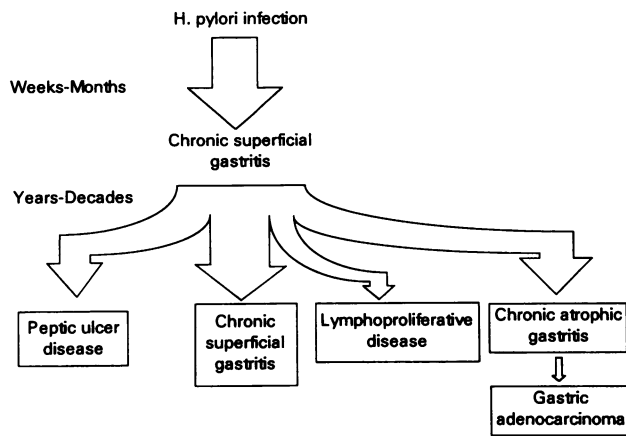 H. pylori infection
Weeks-Months
Chronic superficial
gastritis
Years-Decades
Peptic ulcer
disease
Chronic
superficial
gastritis
Lymphoproliferative
disease
Chronic atrophic
gastritis
Gastric
adenocarcinoma